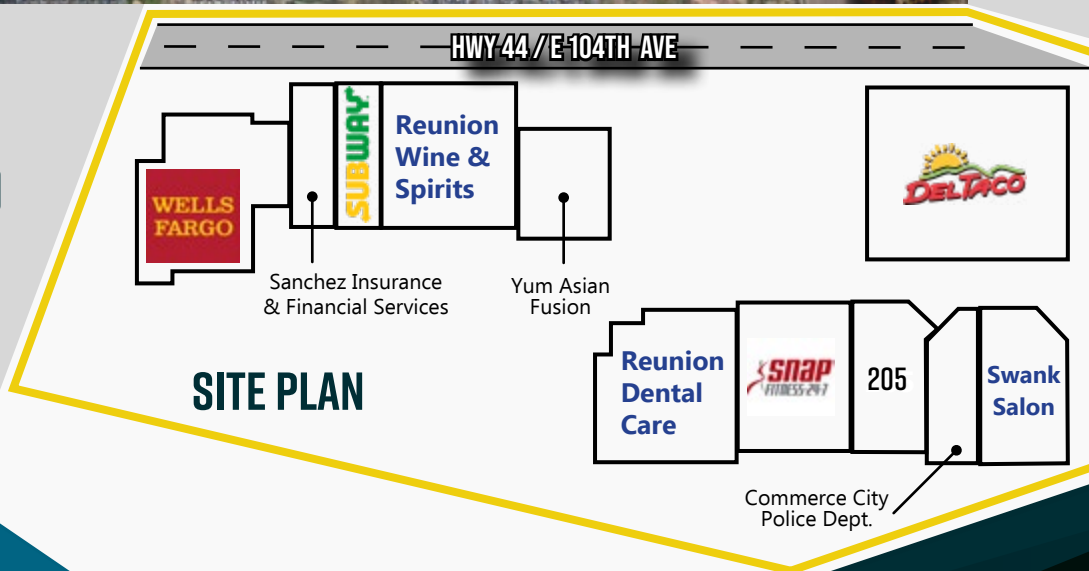 HWY 44 / E 104TH AVE
WELLS
FARGO
SUBWAY
Reunion
Wine &
Spirits
DEL TACO
Sanchez Insurance
& Financial Services
Yum Asian
Fusion
SITE PLAN
Reunion
Dental
Care
snap
FITNESS 24-7
205
Swank
Salon
Commerce City
Police Dept.